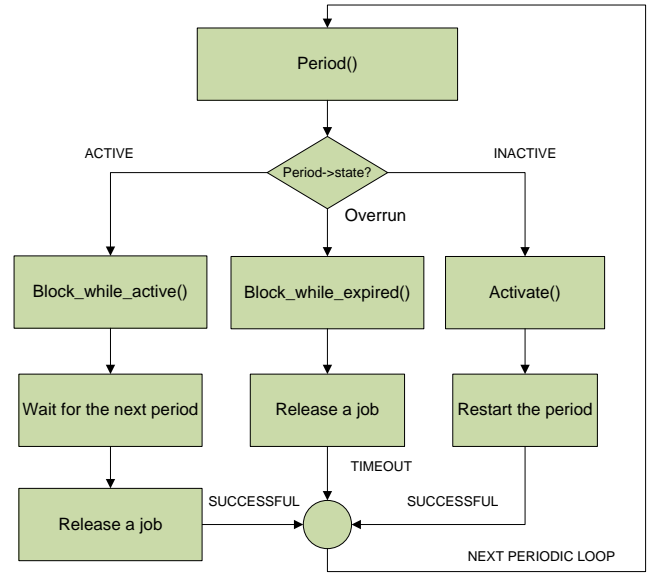 Period()
ACTIVE
INACTIVE
Period->state?
Overrun
Block_while_active()
Block_while_expired()
Activate()
Wait for the next period
Release a job
Restart the period
TIMEOUT
SUCCESSFUL
SUCCESSFUL
Release a job
NEXT PERIODIC LOOP